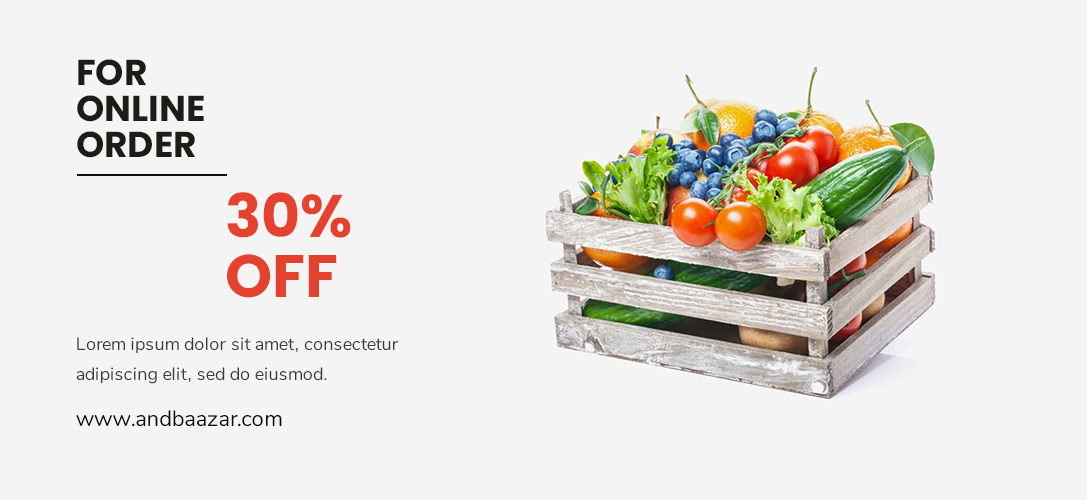 FOR
ONLINE
ORDER
30%
OFF
Lorem ipsum dolor sit amet, consectetur
adipiscing elit, sed do eiusmod.
www.andbaazar.com